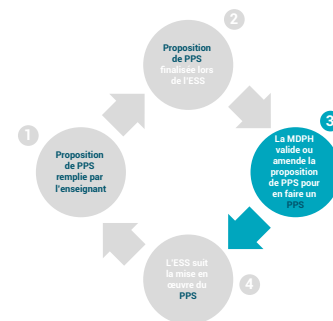 1
Proposition
de PPS
remplie par
l'enseignant
2
Proposition
de PPS
finalisée lors
de l'ESS
3
La MDPH
valide ou
amende la
proposition
de PPS pour
en faire un
PPS
4
L'ESS suit
la mise en
œuvre du
PPS